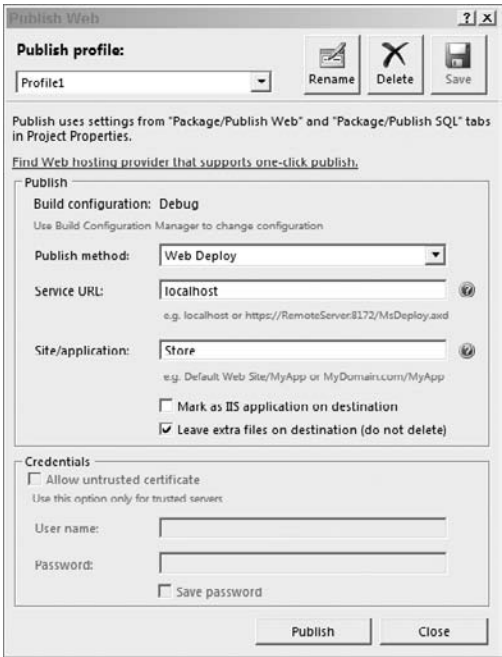 Publish Web
Publish profile:
Profile1
Rename
Delete
Save
Publish uses settings from "Package/Publish Web" and "Package/Publish SQL" tabs
in Project Properties.
Find Web hosting provider that supports one-click publish.
Publish
Build configuration: Debug
Use Build Configuration Manager to change configuration
Publish method: Web Deploy
Service URL: localhost
e.g. localhost or https://RemoteServer:8172/MsDeploy.axd
Site/application: Store
e.g. Default Web Site/MyApp or MyDomain.com/MyApp
Mark as IIS application on destination
Leave extra files on destination (do not delete)
Credentials
Allow untrusted certificate
Use this option only for trusted servers
User name:
Password:
Save password
Publish
Close